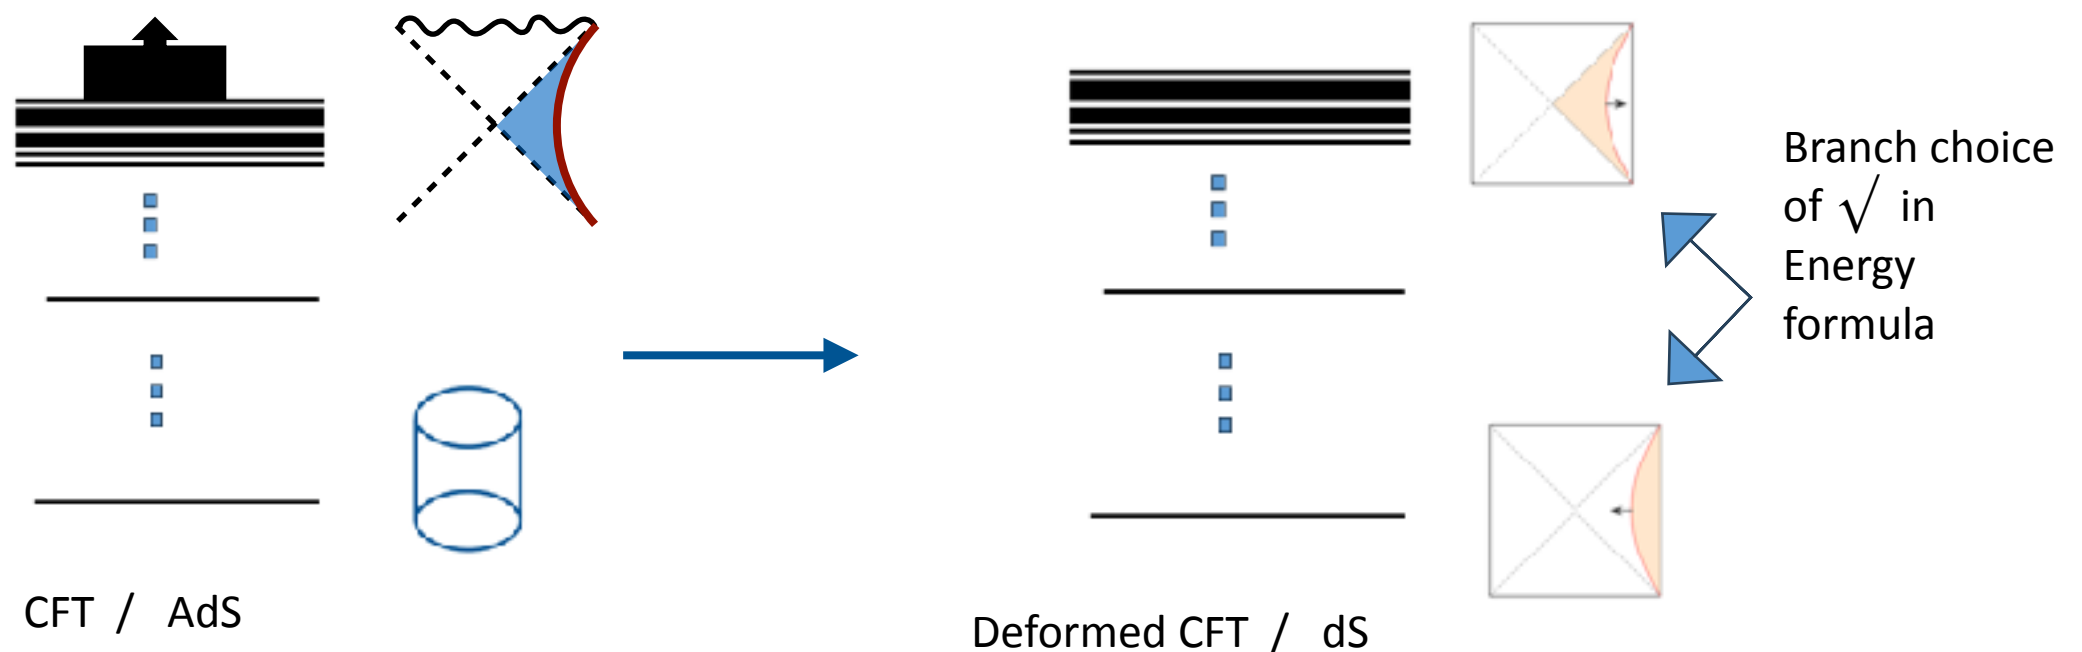 Branch choice
of √ in
Energy
formula
CFT / AdS
Deformed CFT / dS